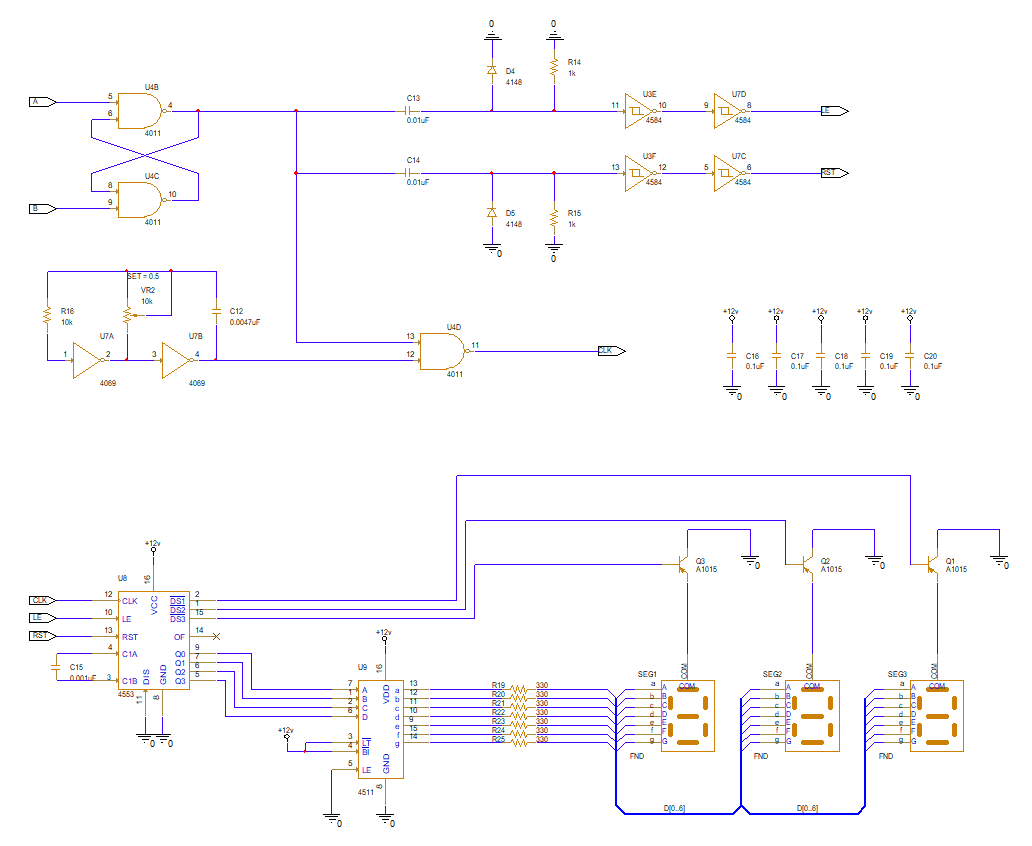 0 0
D4 4148
R14 1k
A
5 U4B 4
6
4011
C13 0.01uF
11 U3E 10
4584
9 U7D 8
4584
LE
8 U4C 10
9
4011
B
C14 0.01uF
13 U3F 12
4584
5 U7C 6
4584
RST
D5 4148
R15 1k
0 0
SET = 0.5
VR2 10k
R16 10k
C12 0.0047uF
1 U7A 2
4069
3 U7B 4
4069
13 U4D 11
12
4011
CLK
+12v +12v +12v +12v +12v
C16 C17 C18 C19 C20
0.1uF 0.1uF 0.1uF 0.1uF 0.1uF
0 0 0 0 0
Q3 A1015 0
Q2 A1015 0
Q1 A1015 0
+12v
U8 16 VCC
CLK 12 CLK DS1 2
LE 10 LE DS2 1
RST 13 RST DS3 15
OF 14
C15 0.001uF
4 C1A Q0 9
Q1 7
Q2 6
3 C1B Q3 5
4553 DIS 11 GND 8
0 0
+12v
U9 16 VDD
7 A a 13
1 B b 12
2 C c 11
6 D d 10
e 9
f 15
g 14
+12v
3 LT
4 BI
5 LE
4511 GND 8
0 0
R19 330
R20
R21 330
R22 330
R23 330
R24 330
R25 330
SEG1 COM
a A COM
b B
c C
d D
e E
f F
g G
FND
SEG2 COM
a A COM
b B
c C
d D
e E
f F
g G
FND
SEG3 COM
a A COM
b B
c C
d D
e E
f F
g G
FND
D[0..6] D[0..6]